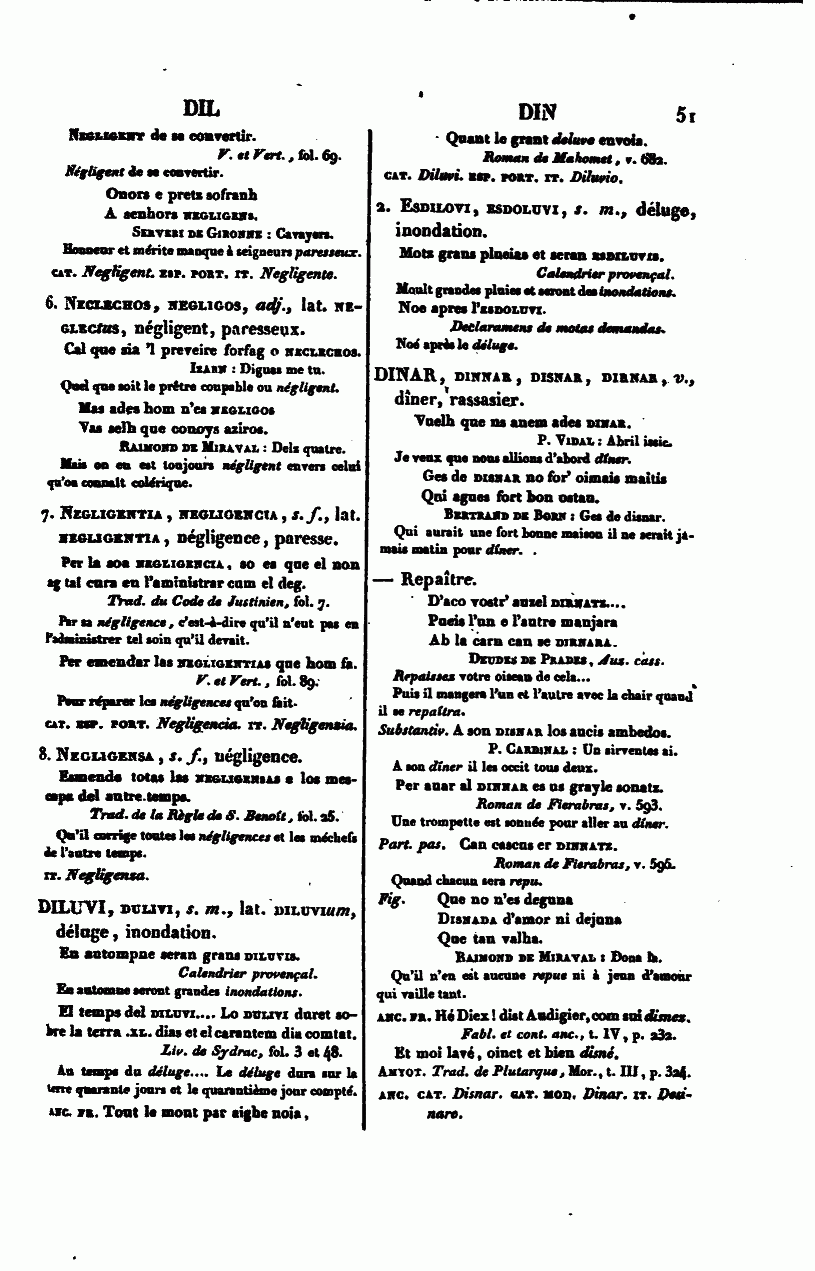 DIL
NEGLIGENT de se convertir.
V. et Vert., fol. 69.
Négligent de se convertir.
Onors e pretz sofranh
A senhors NEGLIGENS.
SERVERI DE GIRONNE : Cavayers.
Honneur et mérite manque à seigneurs paresseux.
CAT. Negligent. ESP. PORT. IT. Negligente.
6. NECLECHOS, NEGLIGOS, adj., lat. NE-
GLECtus, négligent, paresseux.
Cal que sia 'l preveire forfag o NECLECHOS.
IZARN : Diguas me tu.
Quel que soit le prêtre coupable ou négligent.
Mas ades hom n'es NEGLIGOS
Vas selh que conoys aziros.
RAIMOND DE MIRAVAL : Dels quatre.
Mais on en est toujours négligent envers celui
qu'on connaît colérique.
7. NEGLIGENTIA, NEGLIGENCIA, s. f., lat.
NEGLIGENTIA, négligence, paresse.
Per la soa NEGLIGENCIA, so es que el non
ag tal cura en l'aministrar cum el deg.
Trad. du Code de Justinien, fol. 7.
Par sa négligence, c'est-à-dire qu'il n'eut pas en
l'administrer tel soin qu'il devait.
Per emendar las NEGLIGENTIAS que hom fa.
V. et Vert., fol. 89.
Pour réparer les négligences qu'on fait.
CAT. ESP. PORT. Negligencia. IT. Negligenzia.
8. NEGLIGENSA, s. f., négligence.
Esmende totas las NEGLIGENSAS e los mes-
caps del autre temps.
Trad. de la Règle de S. Benoît, fol. 25.
Qu'il corrige toutes les négligences et les méchefs
de l'autre temps.
IT. Negligensa.
DILUVI, DULIVI, s. m., lat. DILUVIum,
déluge, inondation.
En autompne seran grans DILUVIS.
Calendrier provençal.
En automne seront grandes inondations.
El temps del DILUVI.... Lo DULIVI duret so-
bre la terra .XL. dias et el carantem dia comtat.
Liv. de Sydrac, fol. 3 et 48.
Au temps du déluge.... Le déluge dura sur la
terre quarante jours et le quarantième jour compté.
ANC. FR. Tout le mont par aighe noia,
DIN 51
Quant le grant deluve envoia.
Roman de Mahomet, v. 682.
CAT. Diluvi. ESP. PORT. IT. Diluvio.
2. ESDILOVI, ESDOLUVI, s. m., déluge,
inondation.
Mots grans plueias et seran ESDILUVIS.
Calendrier provençal.
Moult grandes pluies et seront des inondations.
Noe apres l'ESDOLUVI.
Declaramens de motas demandas.
Noé après le déluge.
DINAR, DINNAR, DISNAR, DIRNAR, v.,
dîner, rassasier.
Vuelh que ns anem ades DINAR.
P. VIDAL : Abril issic.
Je veux que nous allions d'abord dîner.
Ges de DISNAR no for' oimais maitis
Qui agues fort bon ostau.
BERTRAND DE BORN : Ges de disnar.
Qui aurait une fort bonne maison il ne serait ja-
mais matin pour dîner.
— Repaître.
D'aco vostr' auzel DIRNATZ....
Pueis l'un e l'autre manjara
Ab la carn can se DIRNARA.
DEUDES DE PRADES, Aus. cass.
Repaissez votre oiseau de cela...
Puis il mangera l'un et l'autre avec la chair quand
il se repaîtra.
Substantiv. A son DISNAR los aucis ambedos.
P. CARDINAL : Un sirventes ai.
A son dîner il les occit tous deux.
Per anar al DINNAR es us grayle sonatz.
Roman de Fierabras, v. 593.
Une trompette est sonnée pour aller au dîner.
Part. pas. Can cascus er DINNATZ.
Roman de Fierabras, v. 596.
Quand chacun sera repu.
Fig. Que no n'es deguna
DISNADA d'amor ni dejuna
Que tan valha.
RAIMOND DE MIRAVAL : Dona la.
Qu'il n'en est aucune repue ni à jeun d'amour
qui vaille tant.
ANC. FR. Hé Diex! dist Audigier, com sui disnez.
Fabl. et cont. anc., t. IV, p. 232.
Et moi lavé, oinct et bien disné.
AMYOT. Trad. de Plutarque, Mor., t. III, p. 324.
ANC. CAT. Disnar. CAT. MOD. Dinar. IT. Desi-
nare.